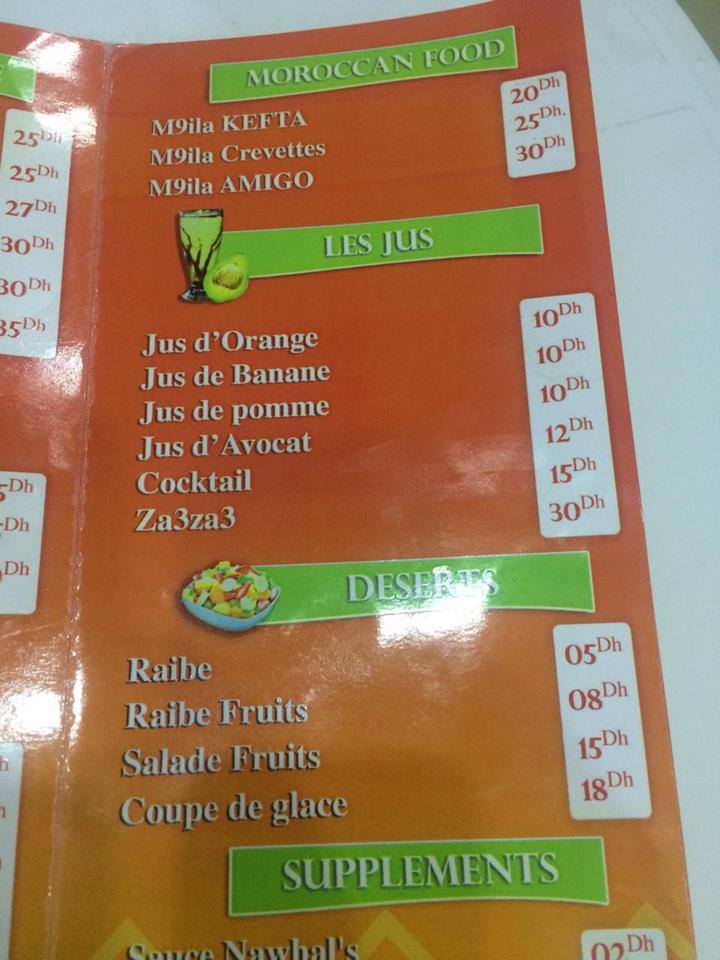 25Dh
25Dh
27Dh
30Dh
30Dh
35Dh
MOROCCAN FOOD
M9ila KEFTA 20Dh
M9ila Crevettes 25Dh.
M9ila AMIGO 30Dh
LES JUS
Jus d'Orange 10Dh
Jus de Banane 10Dh
Jus de pomme 10Dh
Jus d'Avocat 12Dh
Cocktail 15Dh
Za3za3 30Dh
DESERTS
Raibe 05Dh
Raibe Fruits 08Dh
Salade Fruits 15Dh
Coupe de glace 18Dh
SUPPLEMENTS
Sauce Nawhal's 02Dh